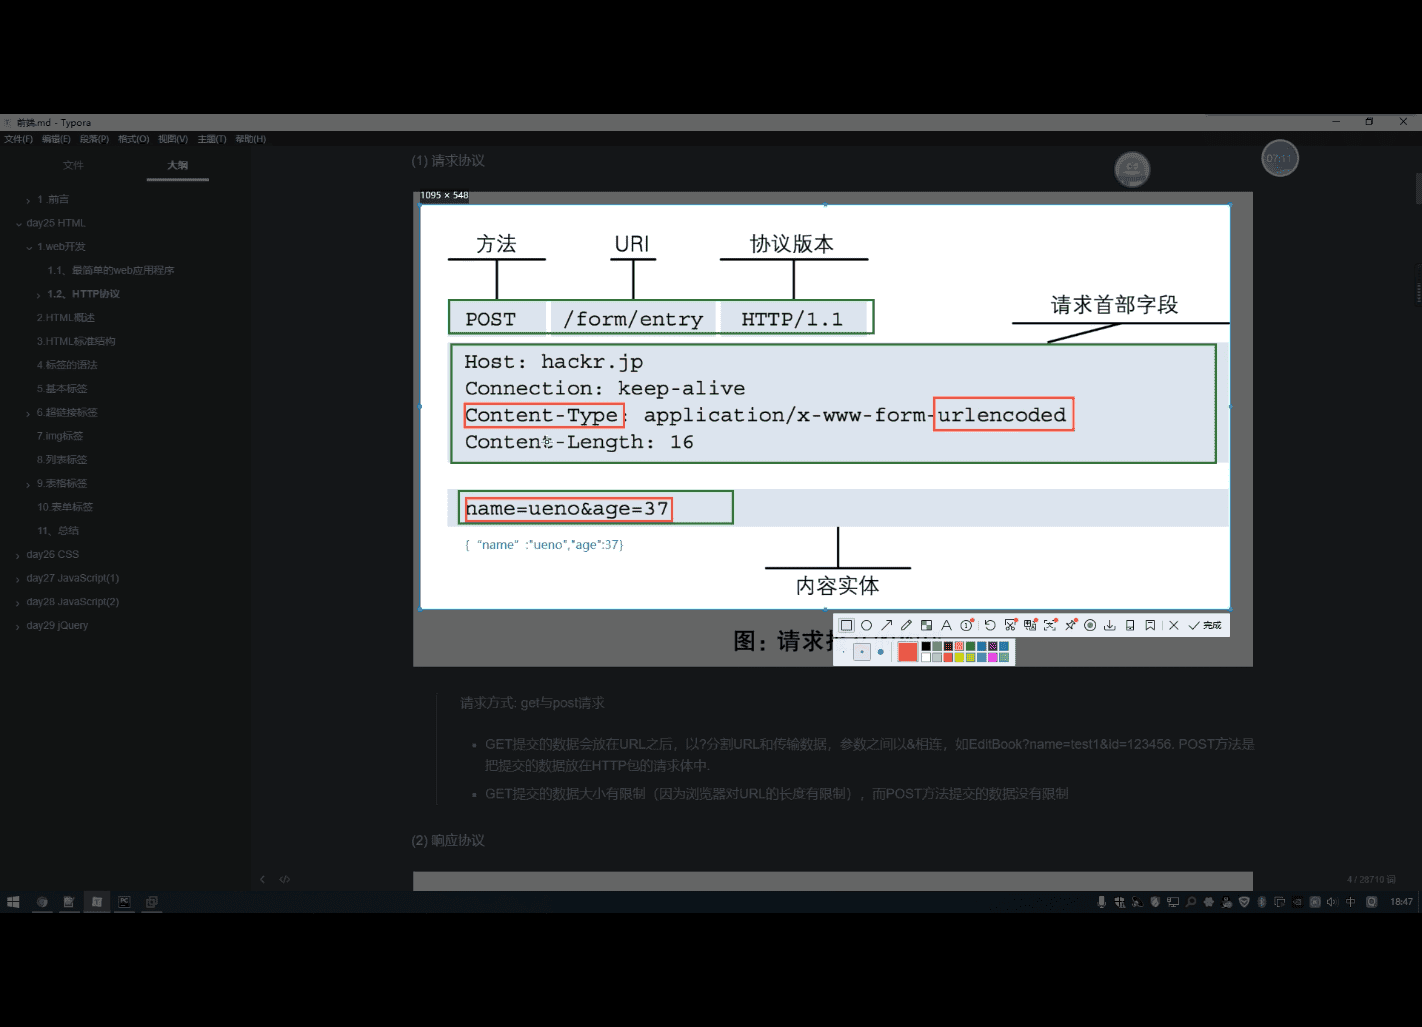 前端.md - Typora
文件(F) 编辑(E) 段落(P) 格式(O) 视图(V) 主题(T) 帮助(H)
文件 大纲
1 .前言
day25 HTML
1.web开发
1.1、最简单的web应用程序
1.2、HTTP协议
2.HTML概述
3.HTML标准结构
4.标签的语法
5.基本标签
6.超链接标签
7.img标签
8.列表标签
9.表格标签
10.表单标签
11、总结
day26 CSS
day27 JavaScript(1)
day28 JavaScript(2)
day29 jQuery
(1) 请求协议
07:11
1095 × 548
方法 URI 协议版本
请求首部字段
POST /form/entry HTTP/1.1
Host: hackr.jp
Connection: keep-alive
Content-Type: application/x-www-form-urlencoded
Content-Length: 16
name=ueno&age=37
{ "name" :"ueno","age":37}
内容实体
完成
图：请求
请求方式: get与post请求
GET提交的数据会放在URL之后，以?分割URL和传输数据，参数之间以&相连，如EditBook?name=test1&id=123456. POST方法是
把提交的数据放在HTTP包的请求体中.
GET提交的数据大小有限制（因为浏览器对URL的长度有限制），而POST方法提交的数据没有限制
(2) 响应协议
4 / 28710 词
中
18:47